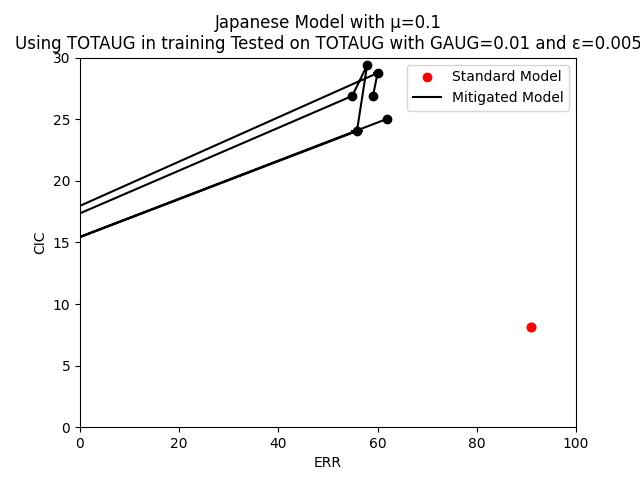 Japanese Model with μ=0.1
Using TOTAUG in training Tested on TOTAUG with GAUG=0.01 and ε=0.005
30
25
20
15
10
5
0
CIC
Standard Model
Mitigated Model
0 20 40 60 80 100
ERR